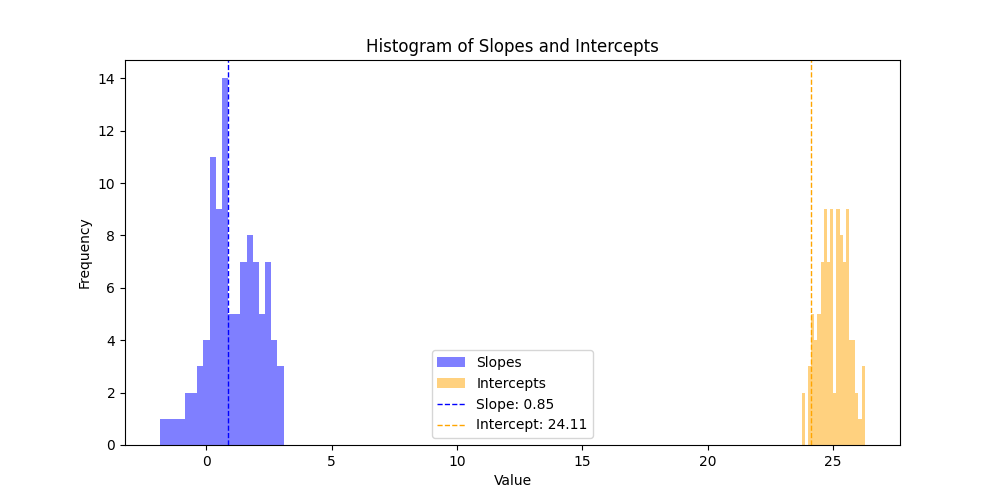 Histogram of Slopes and Intercepts
Frequency
14
12
10
8
6
4
2
0
Slopes
Intercepts
Slope: 0.85
Intercept: 24.11
0 5 10 15 20 25
Value